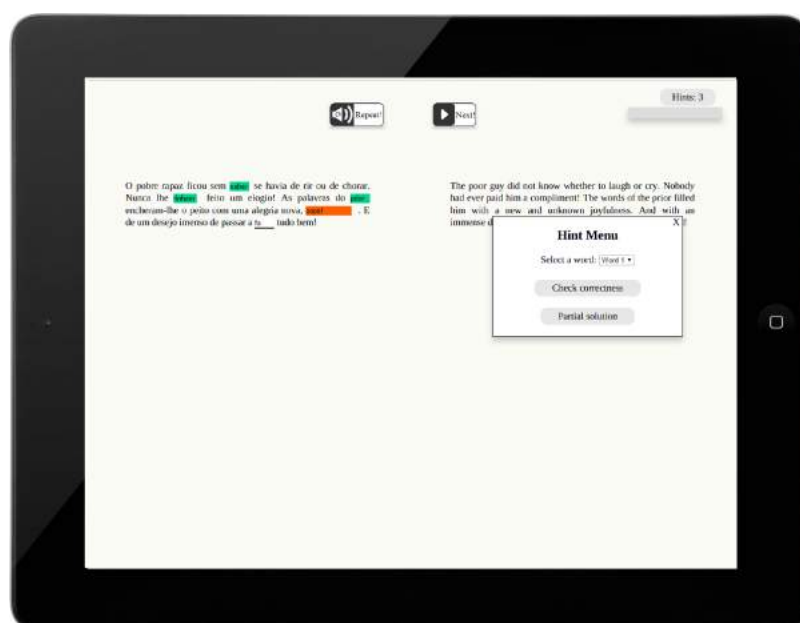 Hints: 3
Repeat!
Next!
O pobre rapaz ficou sem saber se havia de rir ou de chorar.
Nunca lhe tinham feito um elogio! As palavras do prior
encheram-lhe o peito com uma alegria nova, . E
de um desejo imenso de passar a fa tudo bem!
The poor guy did not know whether to laugh or cry. Nobody
had ever paid him a compliment! The words of the prior filled
him with a new and unknown joyfulness. And with an
immense d !
X
Hint Menu
Select a word: Word 1
Check correctness
Partial solution